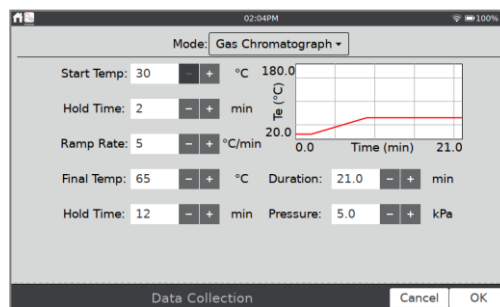 02:04PM 100%
Mode: Gas Chromatograph
Start Temp: 30 - + °C
Hold Time: 2 - + min
Ramp Rate: 5 - + °C/min
Final Temp: 65 - + °C
Hold Time: 12 - + min
180.0
Te (°C)
20.0
0.0 Time (min) 21.0
Duration: 21.0 - + min
Pressure: 5.0 - + kPa
Data Collection Cancel OK